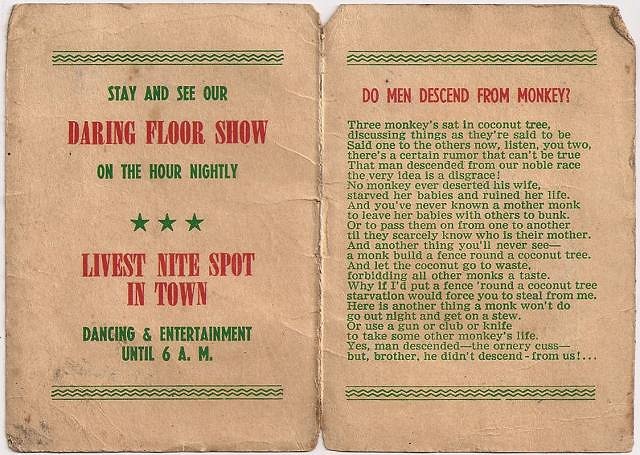 STAY AND SEE OUR
DARING FLOOR SHOW
ON THE HOUR NIGHTLY
LIVEST NITE SPOT
IN TOWN
DANCING & ENTERTAINMENT
UNTIL 6 A. M.
DO MEN DESCEND FROM MONKEY?
Three monkey's sat in coconut tree,
discussing things as they're said to be
Said one to the others now, listen, you two,
there's a certain rumor that can't be true
That man descended from our noble race
the very idea is a disgrace!
No monkey ever deserted his wife,
starved her babies and ruined her life.
And you've never known a mother monk
to leave her babies with others to bunk.
Or to pass them on from one to another
til they scarcely know who is their mother.
And another thing you'll never see—
a monk build a fence round a coconut tree.
And let the coconut go to waste,
forbidding all other monks a taste.
Why if I'd put a fence 'round a coconut tree
starvation would force you to steal from me.
Here is another thing a monk won't do
go out night and get on a stew.
Or use a gun or club or knife
to take some other monkey's life.
Yes, man descended—the ornery cuss—
but, brother, he didn't descend - from us!...